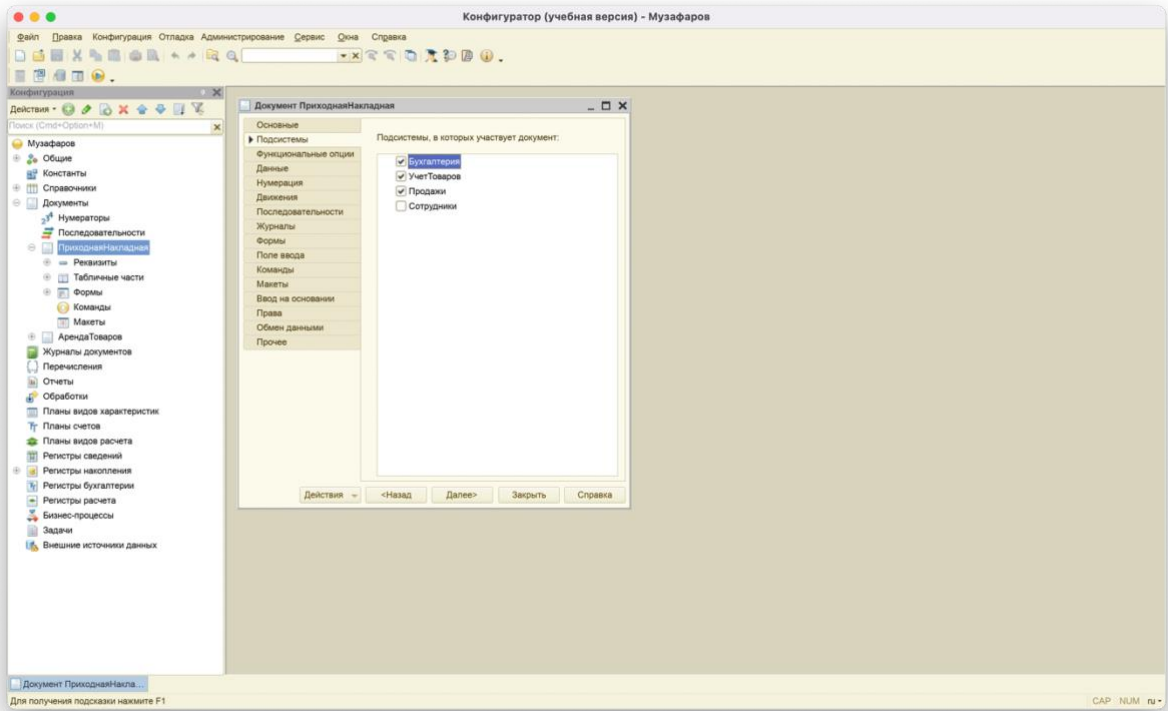 Конфигуратор (учебная версия) - Музафаров
Файл Правка Конфигурация Отладка Администрирование Сервис Окна Справка
Конфигурация
Действия
Поиск (Cmd+Option+M)
Музафаров
Общие
Константы
Справочники
Документы
Нумераторы
Последовательности
ПриходнаяНакладная
Реквизиты
Табличные части
Формы
Команды
Макеты
АрендаТоваров
Журналы документов
Перечисления
Отчеты
Обработки
Планы видов характеристик
Планы счетов
Планы видов расчета
Регистры сведений
Регистры накопления
Регистры бухгалтерии
Регистры расчета
Бизнес-процессы
Задачи
Внешние источники данных
Документ ПриходнаяНакладная
Основные
Подсистемы
Функциональные опции
Данные
Нумерация
Движения
Последовательности
Журналы
Формы
Поле ввода
Команды
Макеты
Ввод на основании
Права
Обмен данными
Прочее
Подсистемы, в которых участвует документ:
Бухгалтерия
УчетТоваров
Продажи
Сотрудники
Действия <Назад Далее> Закрыть Справка
Документ ПриходнаяНакла...
Для получения подсказки нажмите F1 CAP NUM ru